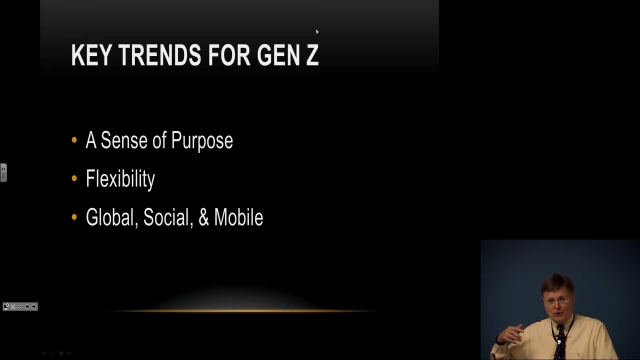 KEY TRENDS FOR GEN Z
• A Sense of Purpose
• Flexibility
• Global, Social, & Mobile